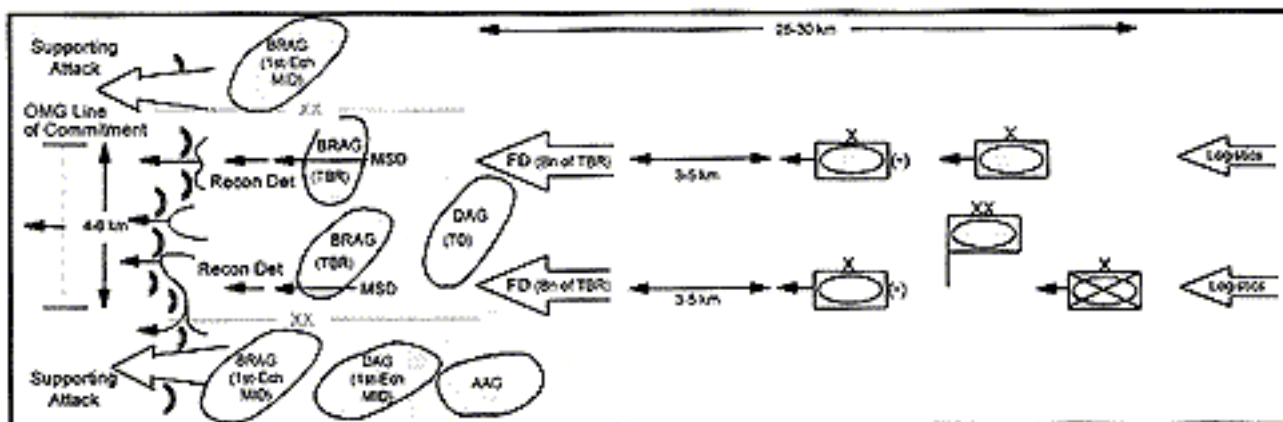 Supporting
Attack
BRAG
(1st-Ech
MID)
25-30 km
XX
OMG Line
of Commitment
BRAG
(TBR)
MSD
Recon Det
FD (Bn of TBR)
3-5 km
X
(-)
X
Logistics
4-6 km
DAG
(TD)
XX
BRAG
(TBR)
Recon Det
MSD
FD (Bn of TBR)
3-5 km
X
(-)
X
Logistics
XX
BRAG
(1st-Ech
MID)
DAG
(1st-Ech
MID)
AAG
Supporting
Attack